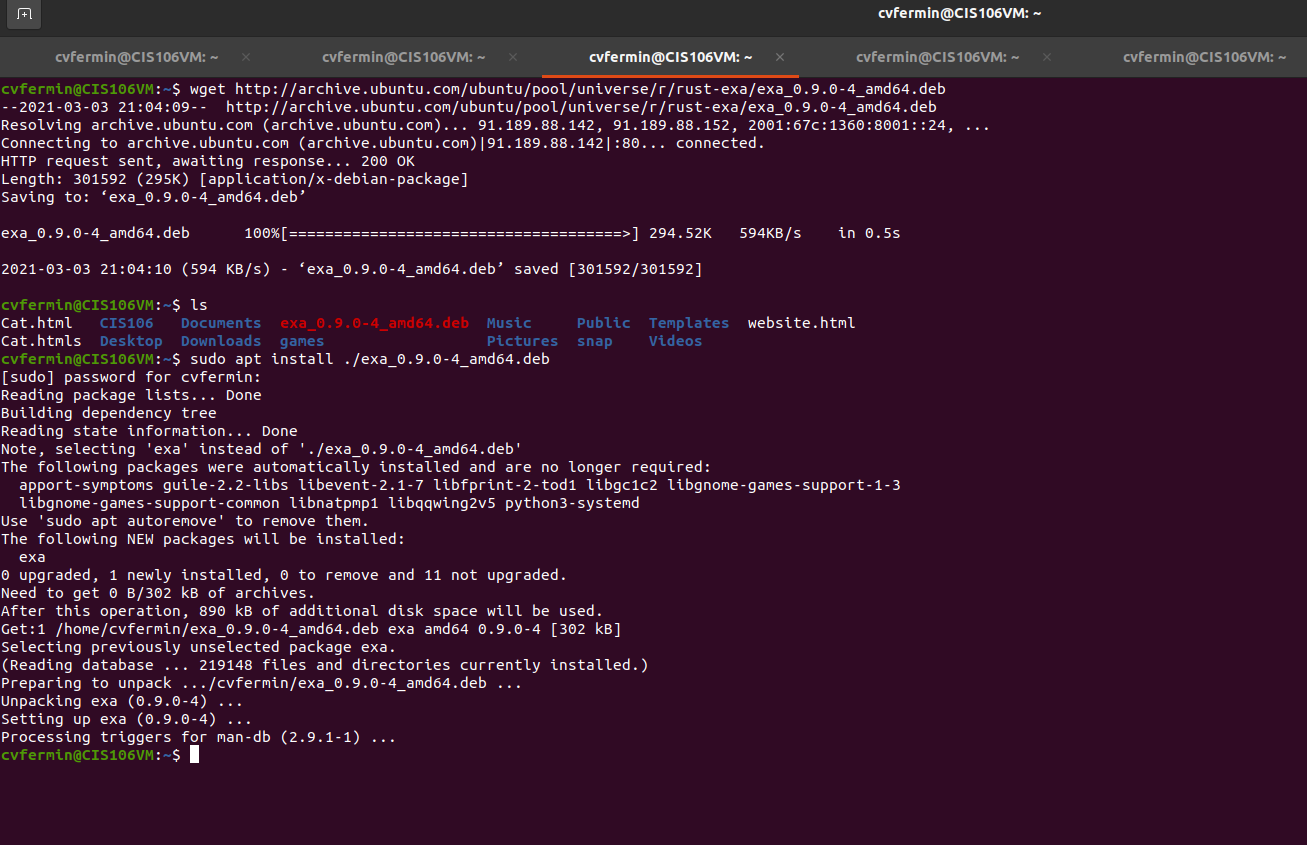 cvfermin@CIS106VM: ~
cvfermin@CIS106VM: ~ × cvfermin@CIS106VM: ~ × cvfermin@CIS106VM: ~ × cvfermin@CIS106VM: ~ × cvfermin@CIS106VM: ~
cvfermin@CIS106VM:~$ wget http://archive.ubuntu.com/ubuntu/pool/universe/r/rust-exa/exa_0.9.0-4_amd64.deb
--2021-03-03 21:04:09--  http://archive.ubuntu.com/ubuntu/pool/universe/r/rust-exa/exa_0.9.0-4_amd64.deb
Resolving archive.ubuntu.com (archive.ubuntu.com)... 91.189.88.142, 91.189.88.152, 2001:67c:1360:8001::24, ...
Connecting to archive.ubuntu.com (archive.ubuntu.com)|91.189.88.142|:80... connected.
HTTP request sent, awaiting response... 200 OK
Length: 301592 (295K) [application/x-debian-package]
Saving to: ‘exa_0.9.0-4_amd64.deb’
exa_0.9.0-4_amd64.deb      100%[=====================================>] 294.52K   594KB/s    in 0.5s
2021-03-03 21:04:10 (594 KB/s) - ‘exa_0.9.0-4_amd64.deb’ saved [301592/301592]
cvfermin@CIS106VM:~$ ls
Cat.html   CIS106   Documents  exa_0.9.0-4_amd64.deb  Music     Public  Templates  website.html
Cat.htmls  Desktop  Downloads  games                  Pictures  snap    Videos
cvfermin@CIS106VM:~$ sudo apt install ./exa_0.9.0-4_amd64.deb
[sudo] password for cvfermin:
Reading package lists... Done
Building dependency tree
Reading state information... Done
Note, selecting 'exa' instead of './exa_0.9.0-4_amd64.deb'
The following packages were automatically installed and are no longer required:
  apport-symptoms guile-2.2-libs libevent-2.1-7 libfprint-2-tod1 libgc1c2 libgnome-games-support-1-3
  libgnome-games-support-common libnatpmp1 libqqwing2v5 python3-systemd
Use 'sudo apt autoremove' to remove them.
The following NEW packages will be installed:
  exa
0 upgraded, 1 newly installed, 0 to remove and 11 not upgraded.
Need to get 0 B/302 kB of archives.
After this operation, 890 kB of additional disk space will be used.
Get:1 /home/cvfermin/exa_0.9.0-4_amd64.deb exa amd64 0.9.0-4 [302 kB]
Selecting previously unselected package exa.
(Reading database ... 219148 files and directories currently installed.)
Preparing to unpack .../cvfermin/exa_0.9.0-4_amd64.deb ...
Unpacking exa (0.9.0-4) ...
Setting up exa (0.9.0-4) ...
Processing triggers for man-db (2.9.1-1) ...
cvfermin@CIS106VM:~$